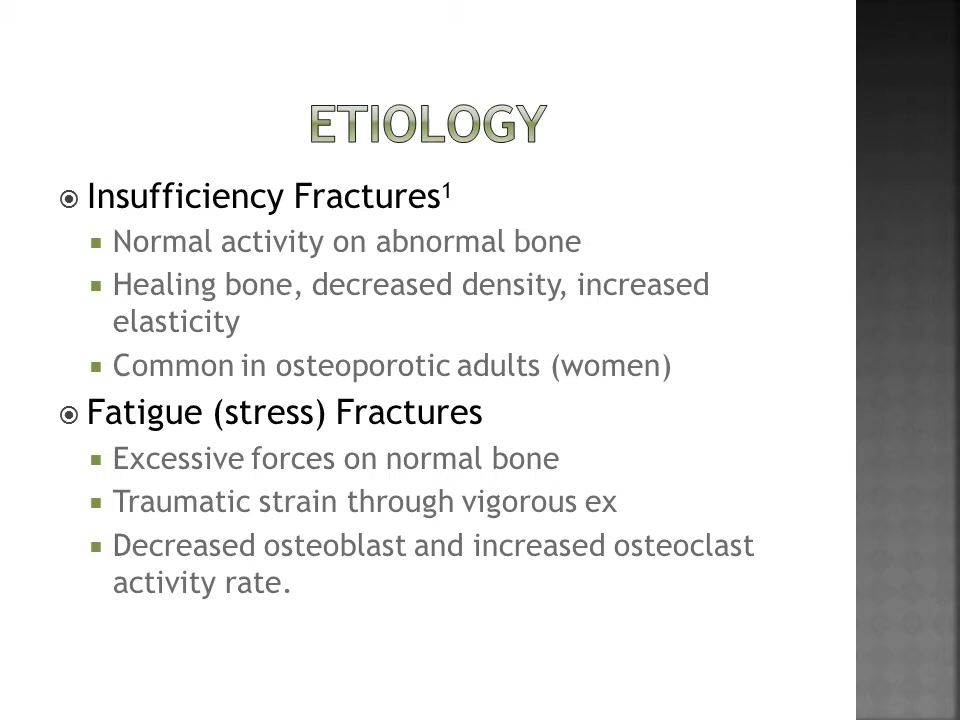 ETIOLOGY
Insufficiency Fractures¹
Normal activity on abnormal bone
Healing bone, decreased density, increased
elasticity
Common in osteoporotic adults (women)
Fatigue (stress) Fractures
Excessive forces on normal bone
Traumatic strain through vigorous ex
Decreased osteoblast and increased osteoclast
activity rate.